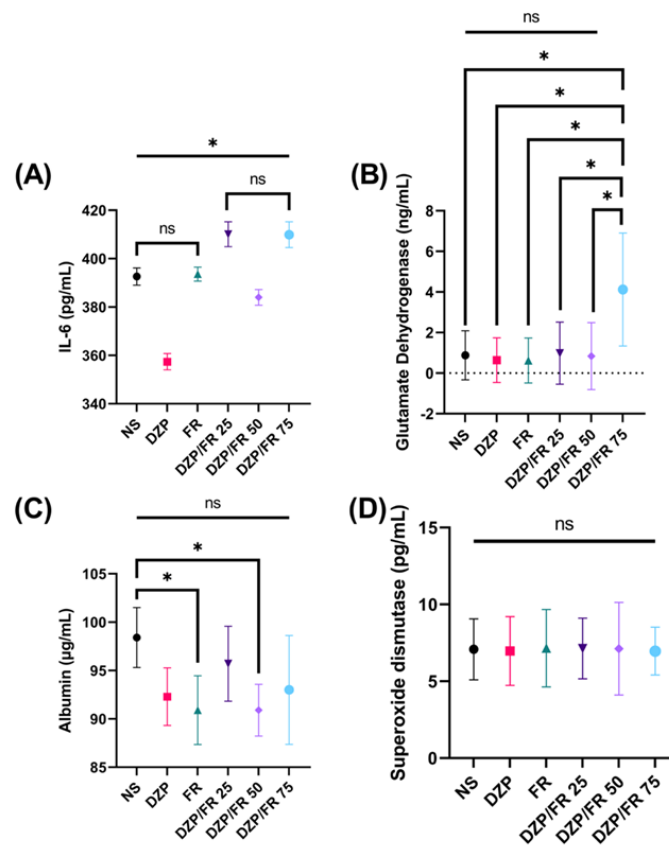 (A)
*
ns
ns
IL-6 (pg/mL)
420
400
380
360
340
NS
DZP
FR
DZP/FR 25
DZP/FR 50
DZP/FR 75
(B)
ns
*
*
*
*
*
Glutamate Dehydrogenase (ng/mL)
8
6
4
2
0
-2
NS
DZP
FR
DZP/FR 25
DZP/FR 50
DZP/FR 75
(C)
ns
*
*
Albumin (µg/mL)
105
100
95
90
85
NS
DZP
FR
DZP/FR 25
DZP/FR 50
DZP/FR 75
(D)
ns
Superoxide dismutase (pg/mL)
15
10
5
0
NS
DZP
FR
DZP/FR 25
DZP/FR 50
DZP/FR 75